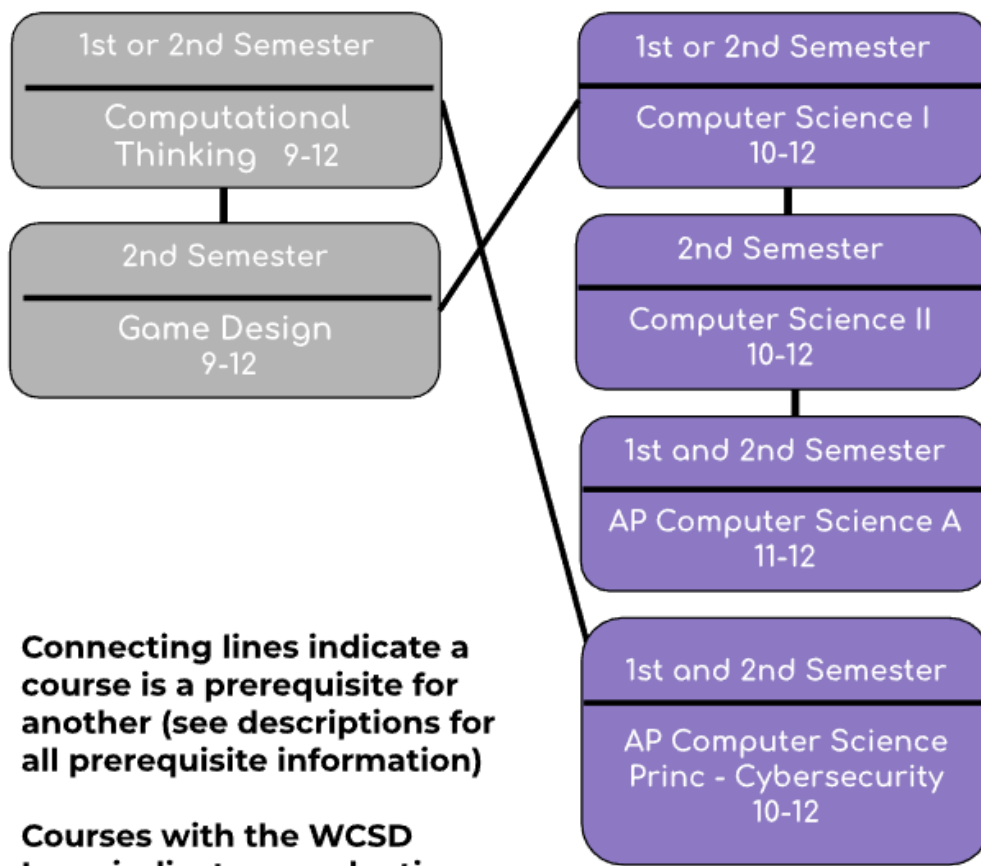 1st or 2nd Semester
Computational
Thinking 9-12
2nd Semester
Game Design
9-12
1st or 2nd Semester
Computer Science I
10-12
2nd Semester
Computer Science II
10-12
1st and 2nd Semester
AP Computer Science A
11-12
1st and 2nd Semester
AP Computer Science
Princ - Cybersecurity
10-12
Connecting lines indicate a
course is a prerequisite for
another (see descriptions for
all prerequisite information)
Courses with the WCSD